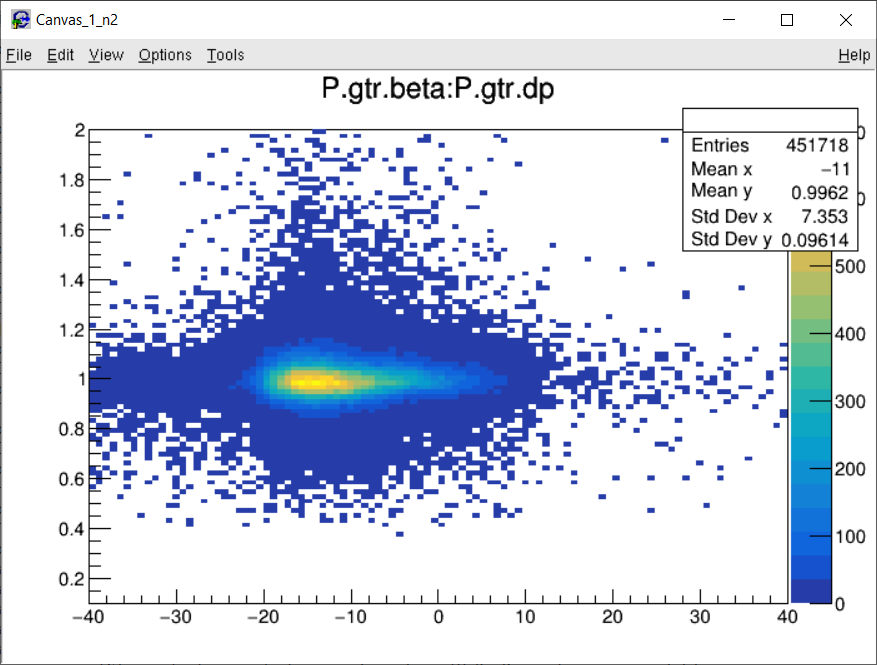 Canvas_1_n2
File Edit View Options Tools Help
P.gtr.beta:P.gtr.dp
Entries 451718
Mean x −11
Mean y 0.9962
Std Dev x 7.353
Std Dev y 0.09614
2
1.8
1.6
1.4
1.2
1
0.8
0.6
0.4
0.2
−40 −30 −20 −10 0 10 20 30 40
0
0
500
400
300
200
100
0